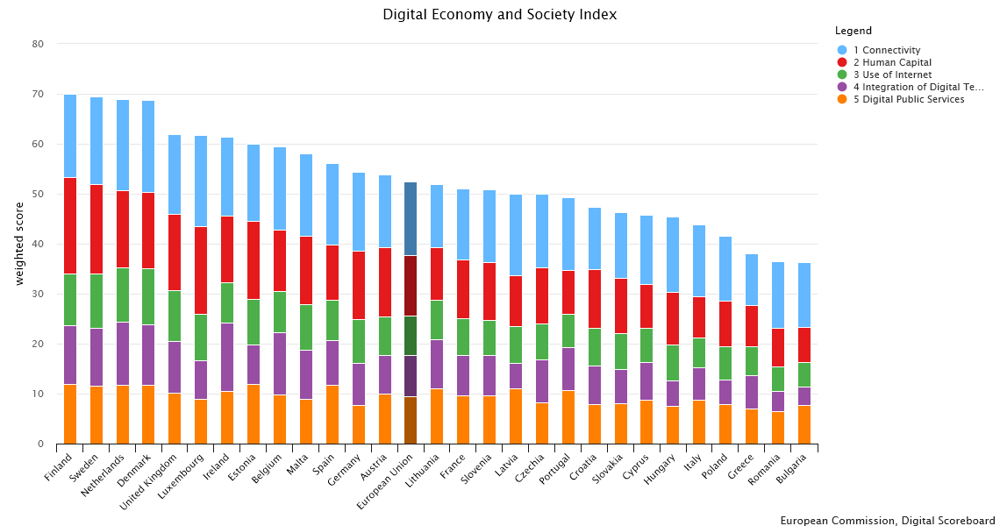 Digital Economy and Society Index
Legend
1 Connectivity
2 Human Capital
3 Use of Internet
4 Integration of Digital Te...
5 Digital Public Services
weighted score
80
70
60
50
40
30
20
10
0
Finland
Sweden
Netherlands
Denmark
United Kingdom
Luxembourg
Ireland
Estonia
Belgium
Malta
Spain
Germany
Austria
European Union
Lithuania
France
Slovenia
Latvia
Czechia
Portugal
Croatia
Slovakia
Cyprus
Hungary
Italy
Poland
Greece
Romania
Bulgaria
European Commission, Digital Scoreboard